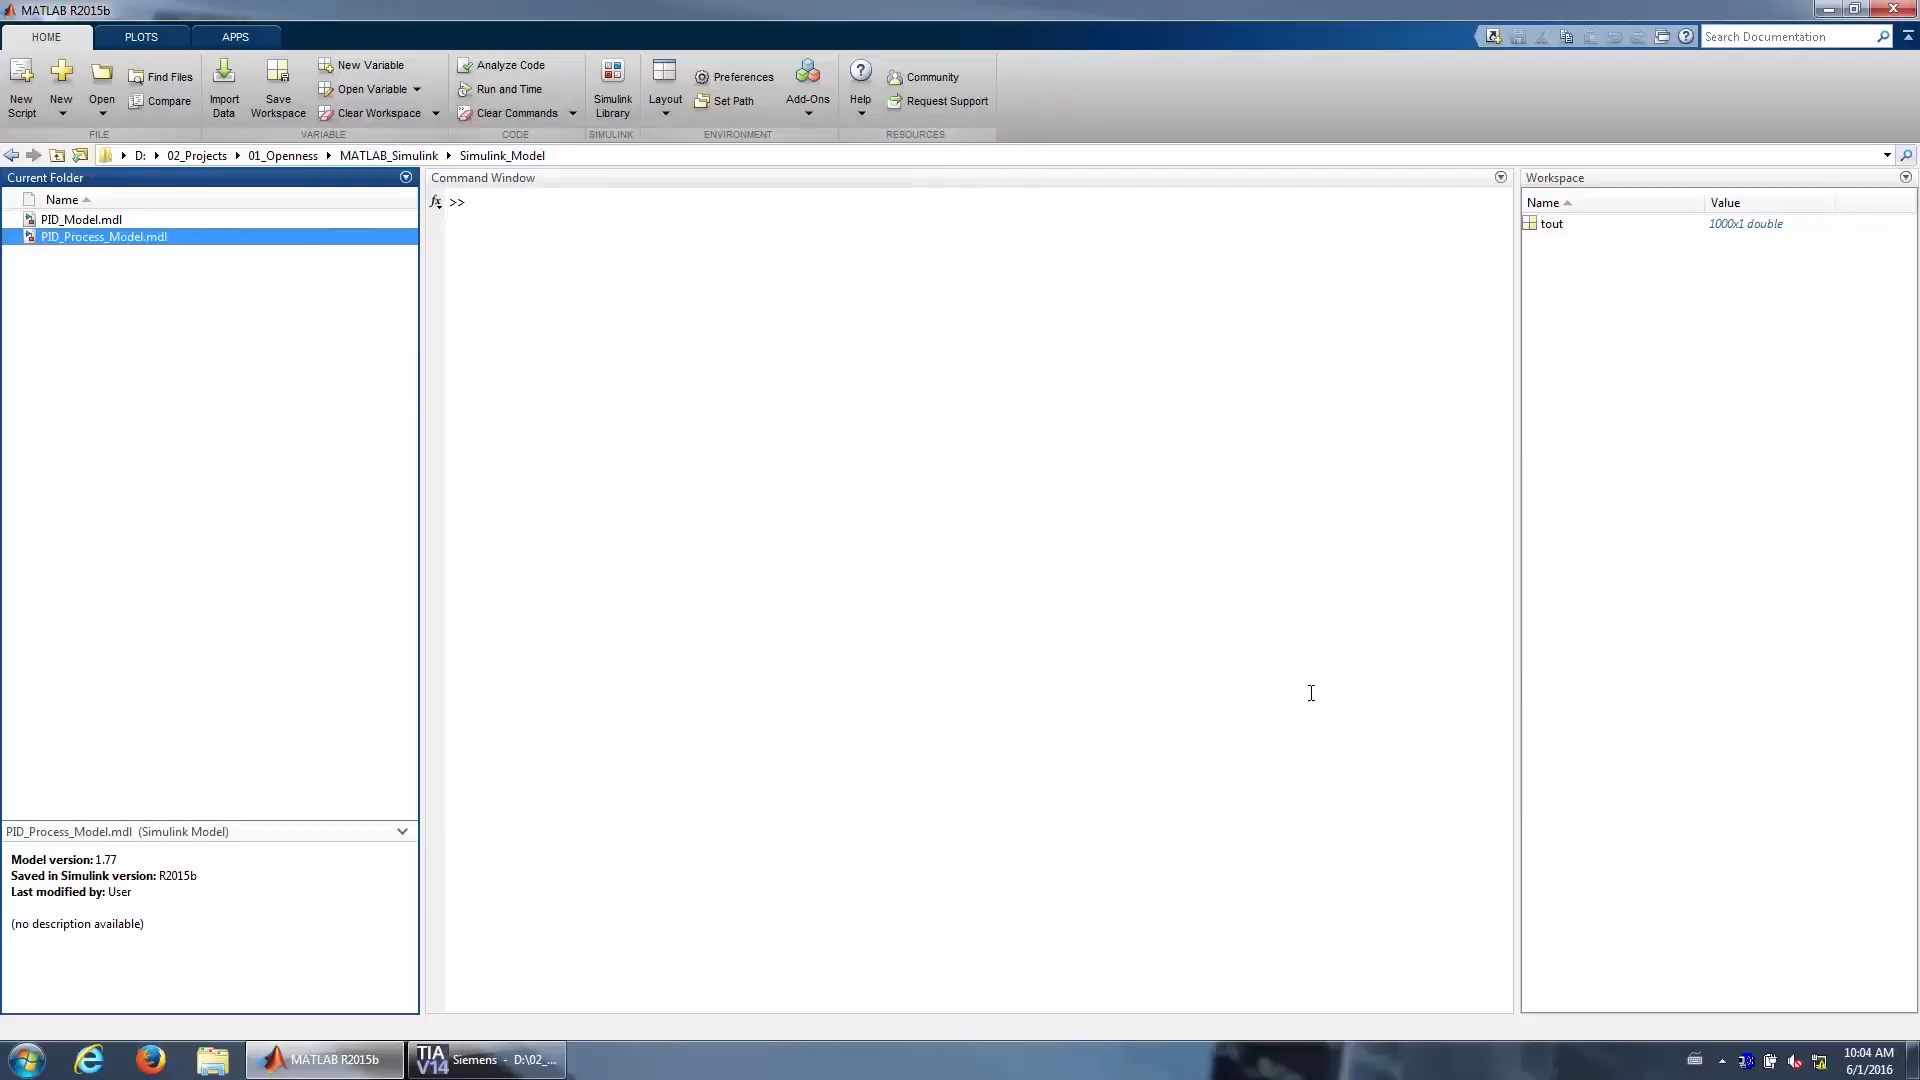 MATLAB R2015b
HOME PLOTS APPS
Search Documentation
New Script
New
Open
Find Files
Compare
Import Data
Save Workspace
New Variable
Open Variable
Clear Workspace
Analyze Code
Run and Time
Clear Commands
Simulink Library
Layout
Preferences
Set Path
Add-Ons
Help
Community
Request Support
FILE VARIABLE CODE SIMULINK ENVIRONMENT RESOURCES
D: 02_Projects 01_Openness MATLAB_Simulink Simulink_Model
Current Folder
Name
PID_Model.mdl
PID_Process_Model.mdl
Command Window
fx >>
Workspace
Name Value
tout 1000x1 double
PID_Process_Model.mdl (Simulink Model)
Model version: 1.77
Saved in Simulink version: R2015b
Last modified by: User
(no description available)
MATLAB R2015b
TIA V14
Siemens - D:\02_...
10:04 AM
6/1/2016